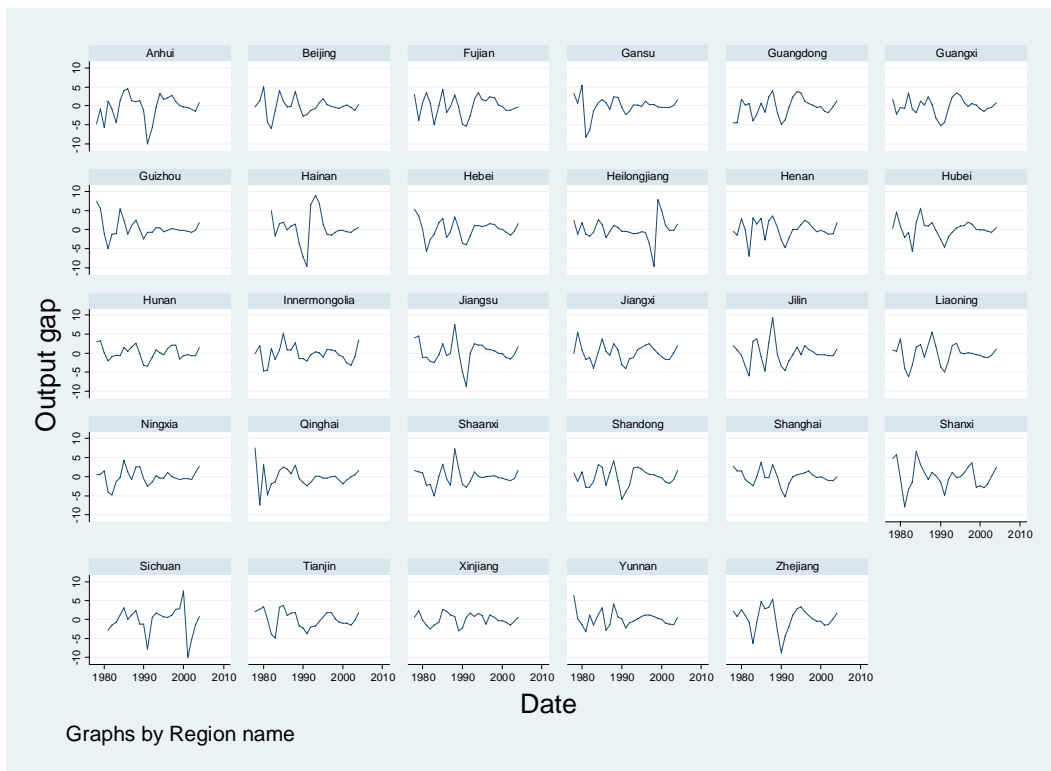 Anhui Beijing Fujian Gansu Guangdong Guangxi
10
5
0
-5
-10
Guizhou Hainan Hebei Heilongjiang Henan Hubei
10
5
0
-5
-10
Hunan Innermongolia Jiangsu Jiangxi Jilin Liaoning
10
5
0
-5
-10
Ningxia Qinghai Shaanxi Shandong Shanghai Shanxi
10
5
0
-5
-10
1980 1990 2000 2010
Sichuan Tianjin Xinjiang Yunnan Zhejiang
10
5
0
-5
-10
1980 1990 2000 2010 1980 1990 2000 2010 1980 1990 2000 2010 1980 1990 2000 2010 1980 1990 2000 2010
Output gap
Date
Graphs by Region name